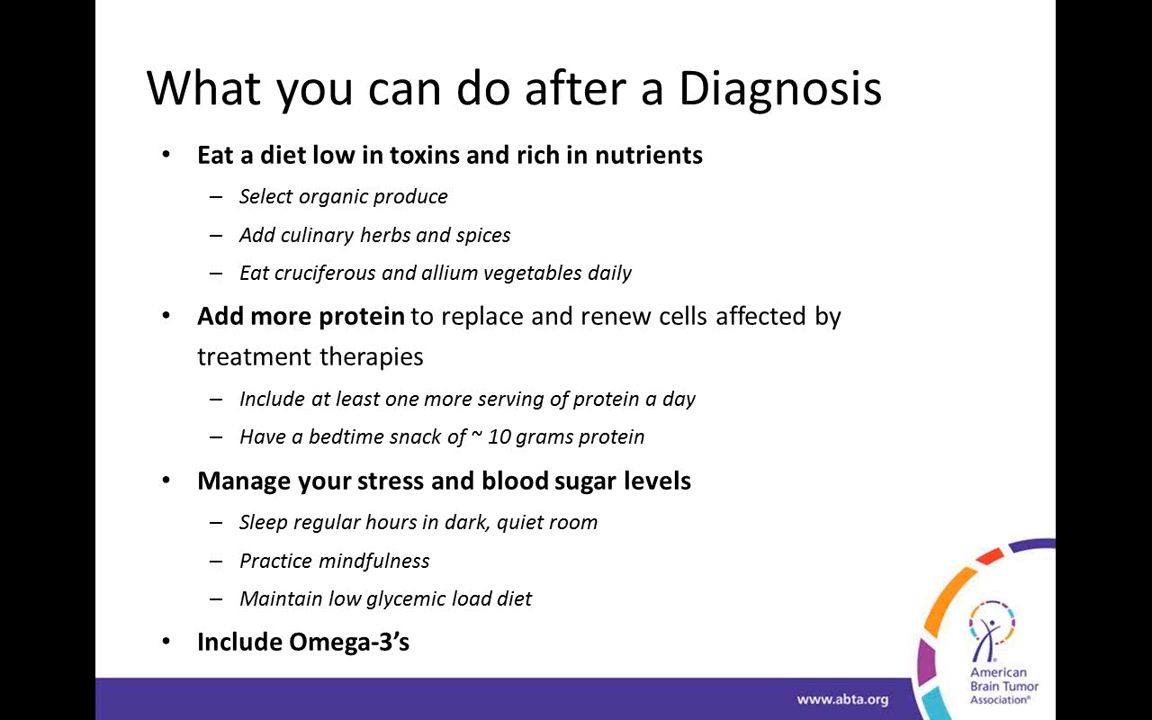 What you can do after a Diagnosis
• Eat a diet low in toxins and rich in nutrients
– Select organic produce
– Add culinary herbs and spices
– Eat cruciferous and allium vegetables daily
• Add more protein to replace and renew cells affected by
treatment therapies
– Include at least one more serving of protein a day
– Have a bedtime snack of ~ 10 grams protein
• Manage your stress and blood sugar levels
– Sleep regular hours in dark, quiet room
– Practice mindfulness
– Maintain low glycemic load diet
• Include Omega-3’s
American
Brain Tumor
Association®
www.abta.org